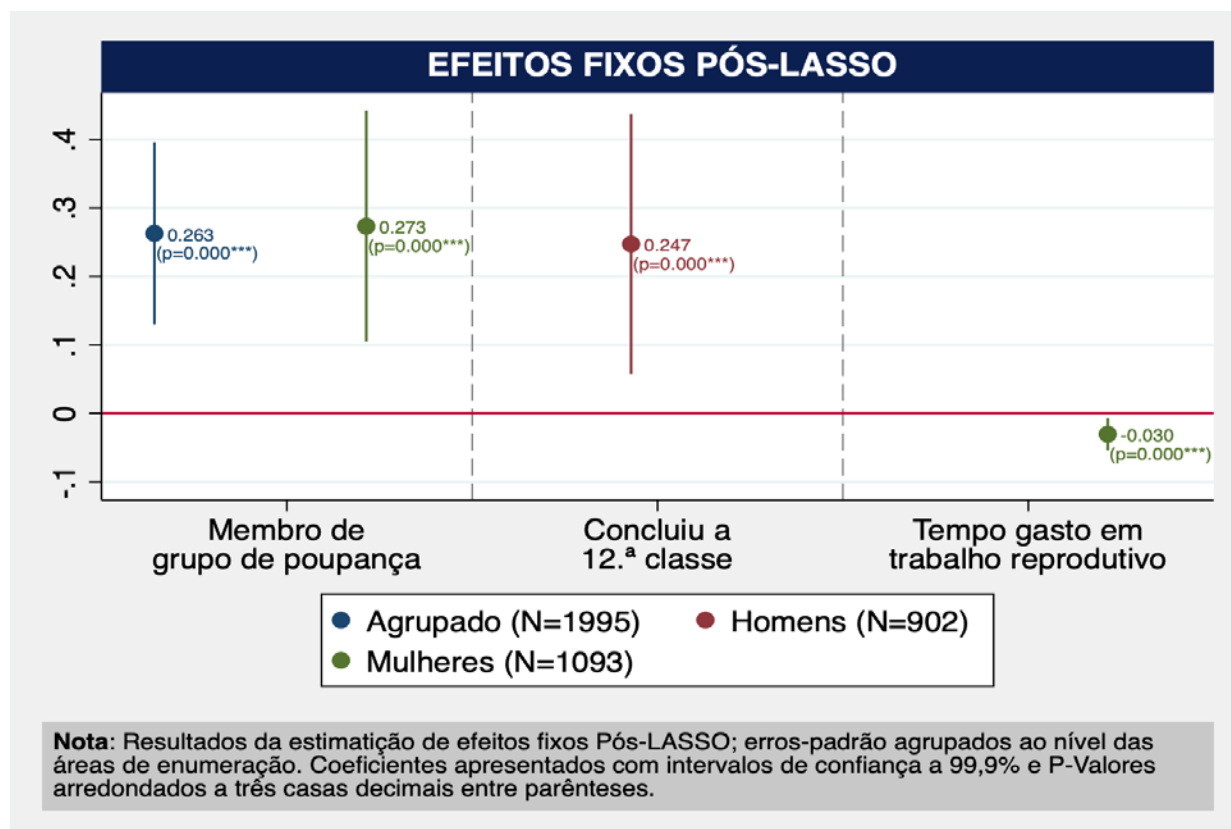 EFEITOS FIXOS PÓS-LASSO
.4
.3
.2
.1
0
-.1
0.263
(p=0.000***)
0.273
(p=0.000***)
0.247
(p=0.000***)
-0.030
(p=0.000***)
Membro de
grupo de poupança
Concluiu a
12.ª classe
Tempo gasto em
trabalho reprodutivo
Agrupado (N=1995)
Homens (N=902)
Mulheres (N=1093)
Nota: Resultados da estimatição de efeitos fixos Pós-LASSO; erros-padrão agrupados ao nível das
áreas de enumeração. Coeficientes apresentados com intervalos de confiança a 99,9% e P-Valores
arredondados a três casas decimais entre parênteses.